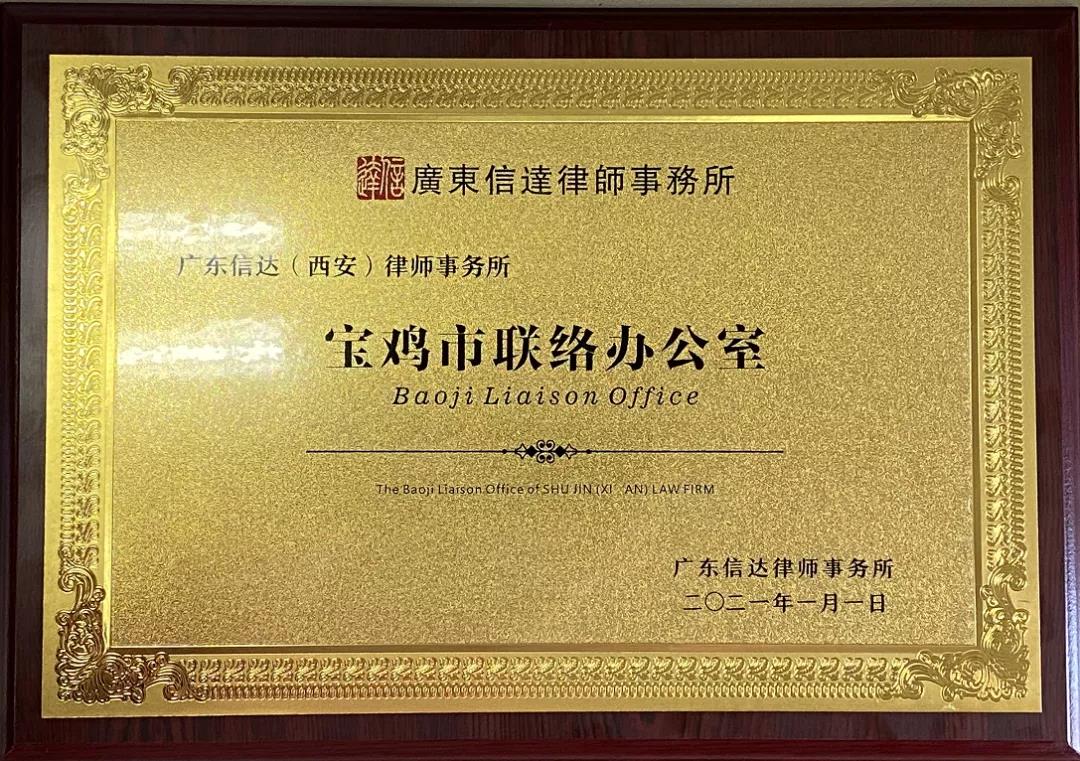 信達 廣東信達律師事務所
广东信达（西安）律师事务所
宝鸡市联络办公室
Baoji Liaison Office
The Baoji Liaison Office of SHU JIN (XI' AN) LAW FIRM
广东信达律师事务所
二〇二一年一月一日